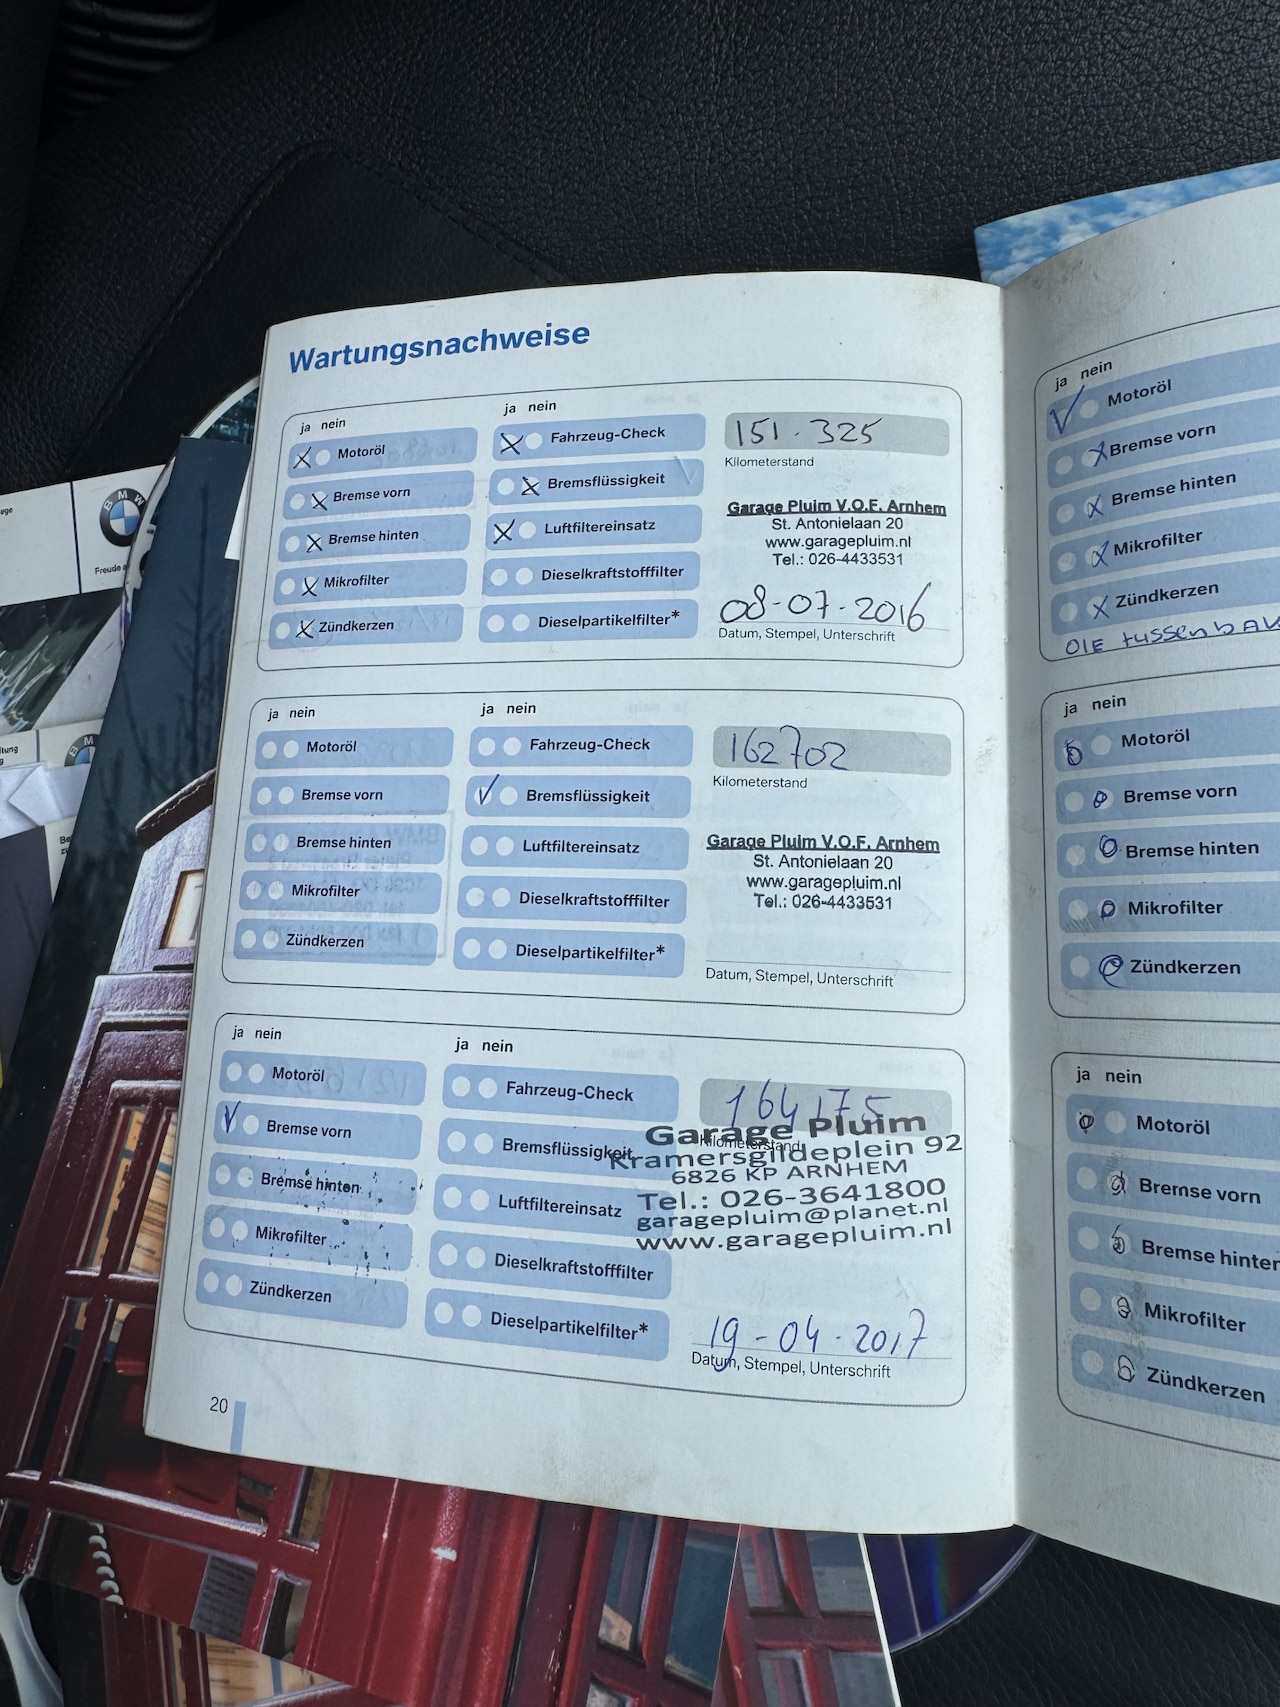 Wartungsnachweise
ja nein
Motoröl
Bremse vorn
Bremse hinten
Mikrofilter
Zündkerzen
ja nein
Fahrzeug-Check
Bremsflüssigkeit
Luftfiltereinsatz
Dieselkraftstofffilter
Dieselpartikelfilter*
151.325
Kilometerstand
Garage Pluim V.O.F. Arnhem
St. Antonielaan 20
www.garagepluim.nl
Tel.: 026-4433531
08-07-2016
Datum, Stempel, Unterschrift
ja nein
Motoröl
Bremse vorn
Bremse hinten
Mikrofilter
Zündkerzen
ja nein
Fahrzeug-Check
Bremsflüssigkeit
Luftfiltereinsatz
Dieselkraftstofffilter
Dieselpartikelfilter*
162702
Kilometerstand
Garage Pluim V.O.F. Arnhem
St. Antonielaan 20
www.garagepluim.nl
Tel.: 026-4433531
Datum, Stempel, Unterschrift
ja nein
Motoröl
Bremse vorn
Bremse hinten
Mikrofilter
Zündkerzen
ja nein
Fahrzeug-Check
Bremsflüssigkeit
Luftfiltereinsatz
Dieselkraftstofffilter
Dieselpartikelfilter*
164175
Kilometerstand
Garage Pluim
Kramersgildeplein 92
6826 KP ARNHEM
Tel.: 026-3641800
garagepluim@planet.nl
www.garagepluim.nl
19-04-2017
Datum, Stempel, Unterschrift
20
ja nein
Motoröl
Bremse vorn
Bremse hinten
Mikrofilter
Zündkerzen
OIE tussen
ja nein
Motoröl
Bremse vorn
Bremse hinten
Mikrofilter
Zündkerzen
ja nein
Motoröl
Bremse vorn
Bremse hinten
Mikrofilter
Zündkerzen
BMW
Freude